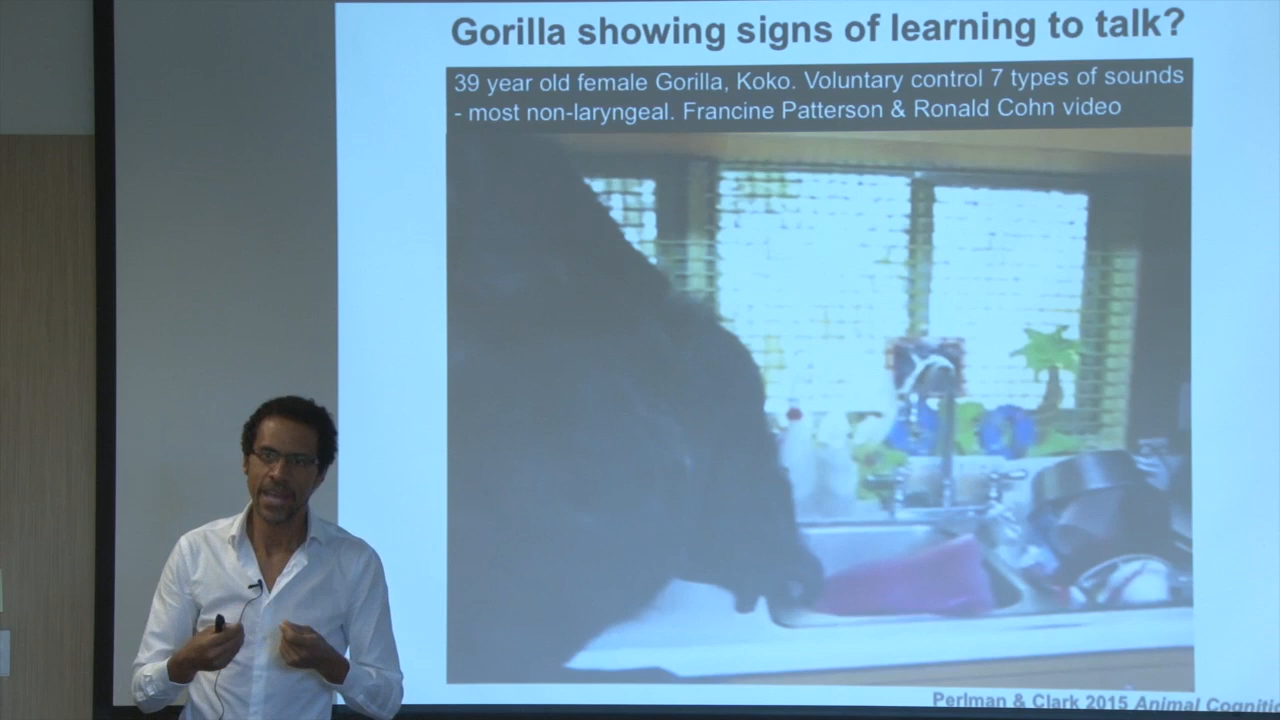 Gorilla showing signs of learning to talk?
39 year old female Gorilla, Koko. Voluntary control 7 types of sounds
- most non-laryngeal. Francine Patterson & Ronald Cohn video
Perlman & Clark 2015 Animal Cognitio